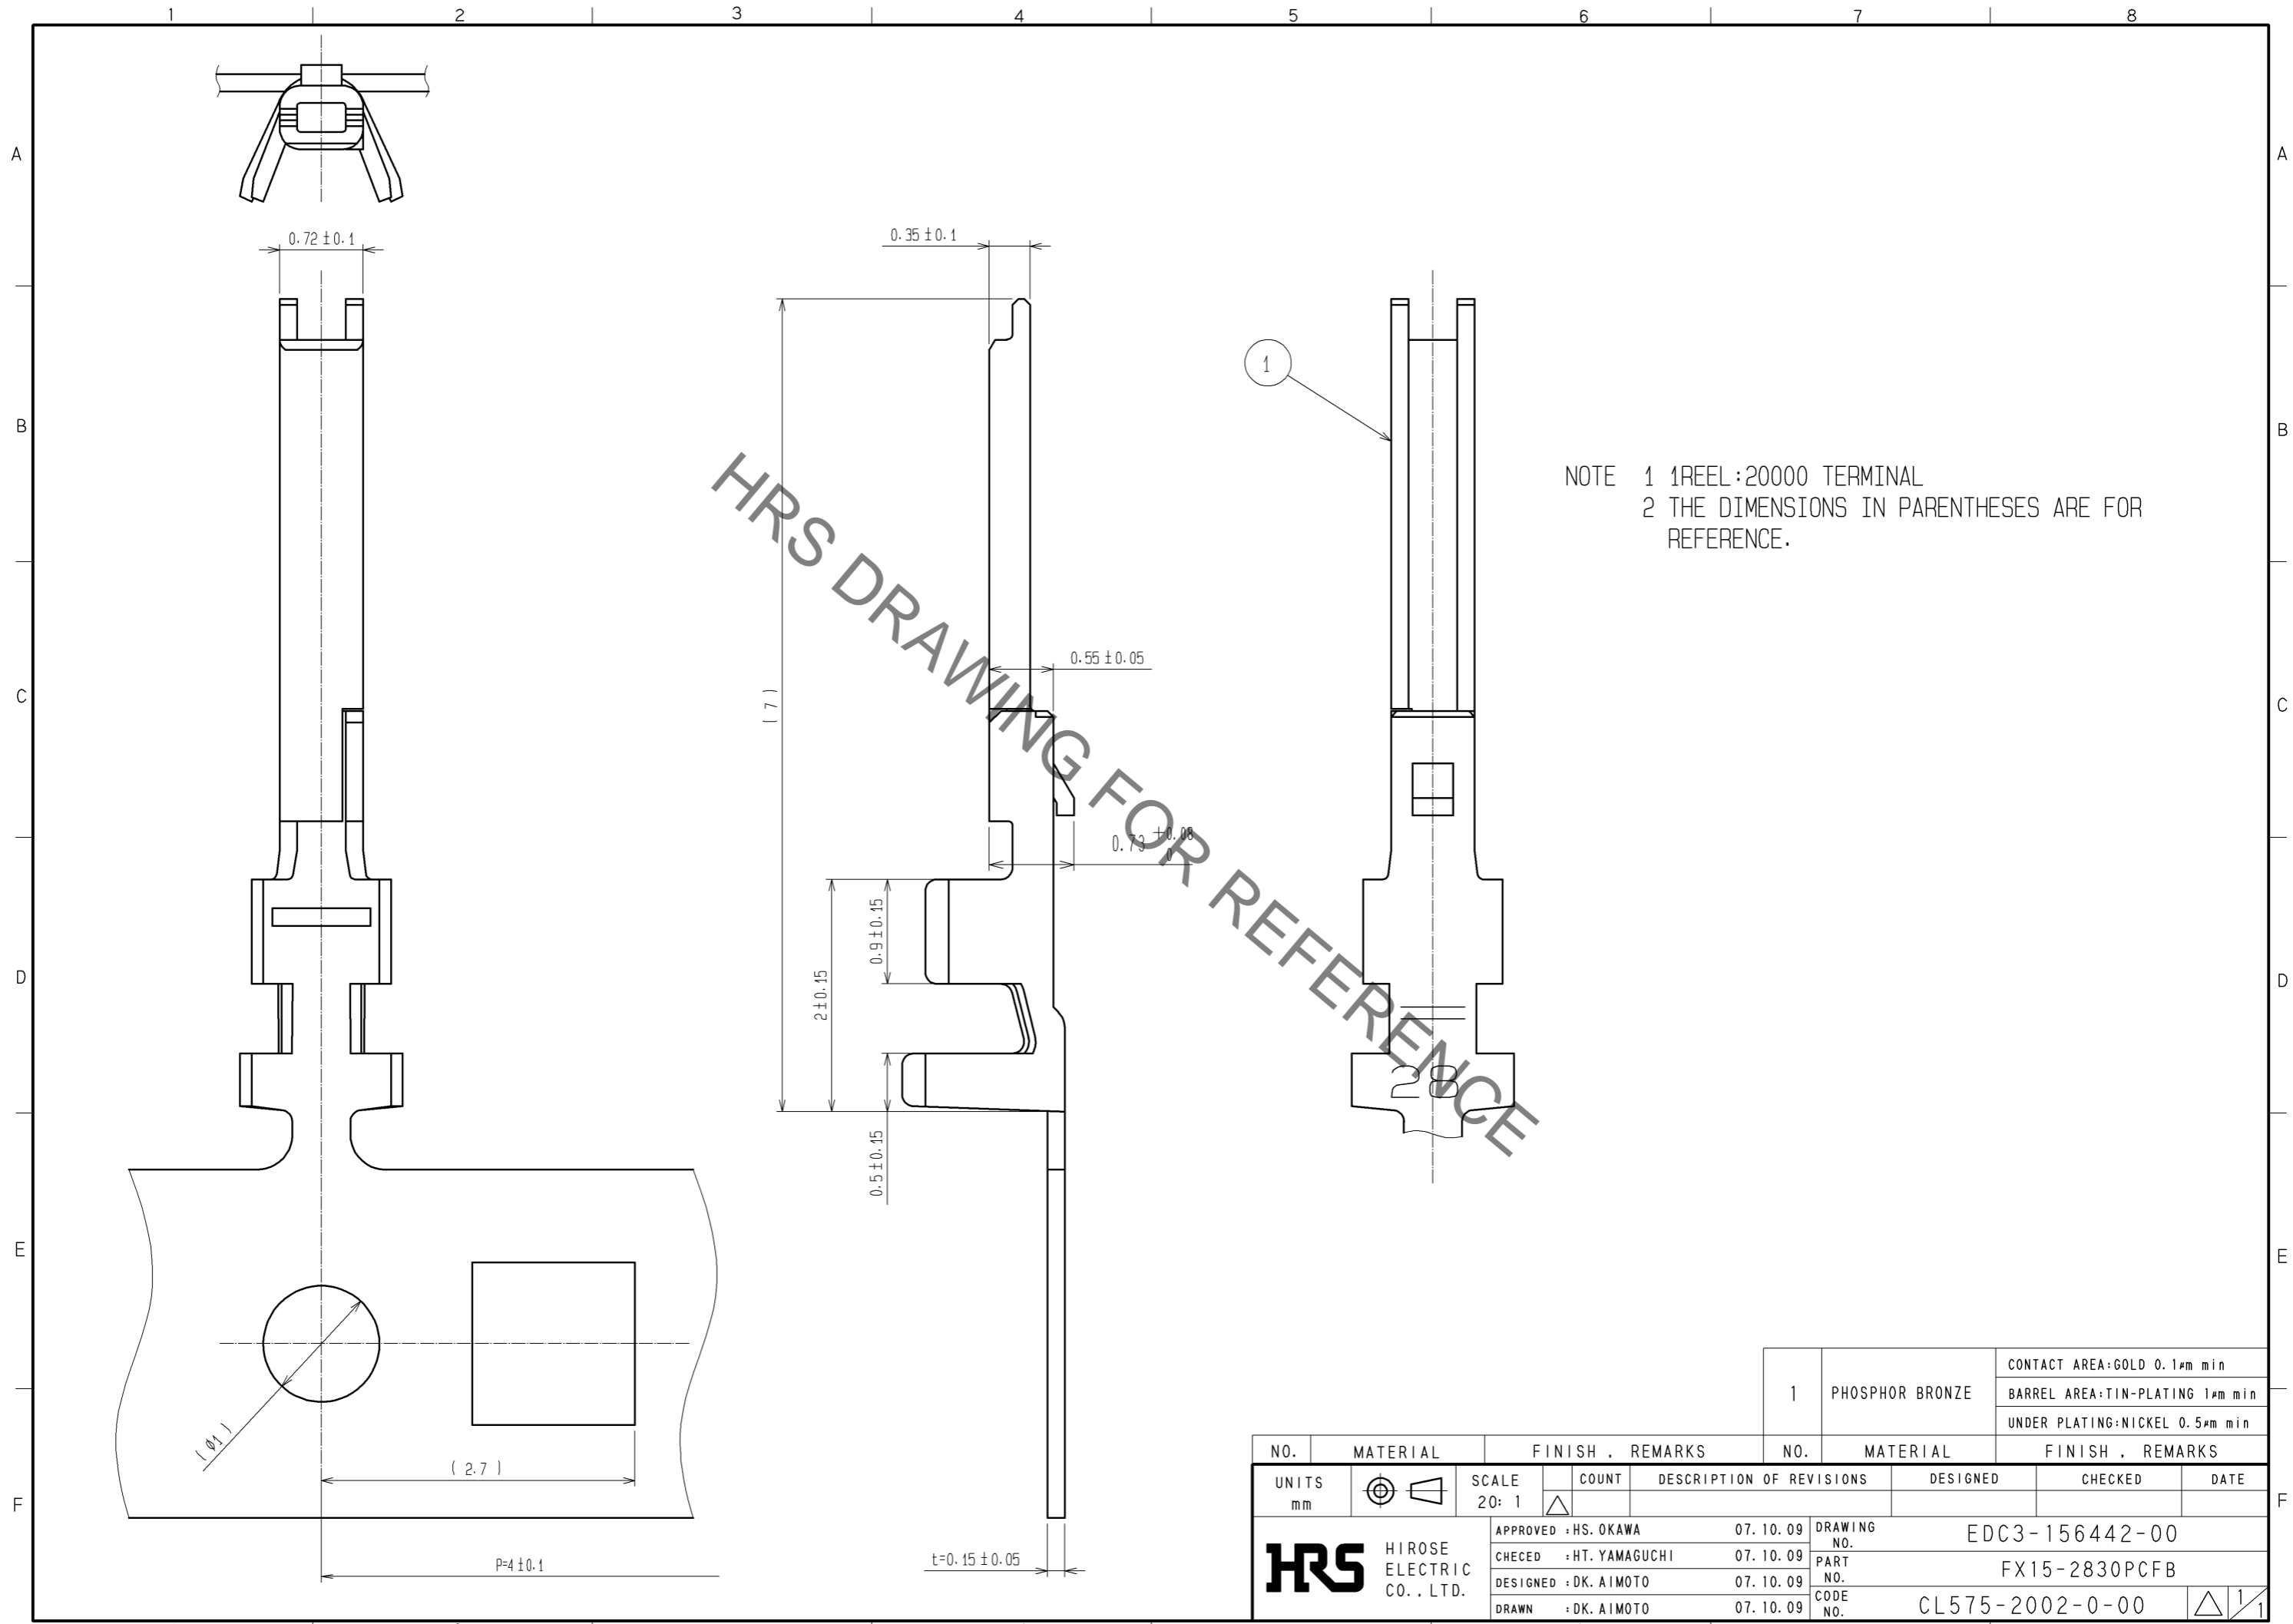 1 2 3 4 5 6 7 8
A A
B B
C C
D D
E E
F F
0.72±0.1
0.35±0.1
1
( 7 )
NOTE 1 1REEL:20000 TERMINAL
2 THE DIMENSIONS IN PARENTHESES ARE FOR
REFERENCE.
HRS DRAWING FOR REFERENCE
0.55±0.05
0.73 +0.08
0
0.9±0.15
2±0.15
0.5±0.15
28
( Ø1 )
( 2.7 )
P=4±0.1
t=0.15±0.05
1 PHOSPHOR BRONZE CONTACT AREA:GOLD 0.1μm min
BARREL AREA:TIN-PLATING 1μm min
UNDER PLATING:NICKEL 0.5μm min
NO. MATERIAL FINISH , REMARKS NO. MATERIAL FINISH , REMARKS
UNITS mm SCALE 20: 1 COUNT DESCRIPTION OF REVISIONS DESIGNED CHECKED DATE
HRS HIROSE ELECTRIC CO.,LTD.
APPROVED :HS.OKAWA 07.10.09 DRAWING NO. EDC3-156442-00
CHECED :HT.YAMAGUCHI 07.10.09 PART NO. FX15-2830PCFB
DESIGNED :DK.AIMOTO 07.10.09
DRAWN :DK.AIMOTO 07.10.09 CODE NO. CL575-2002-0-00 1/1